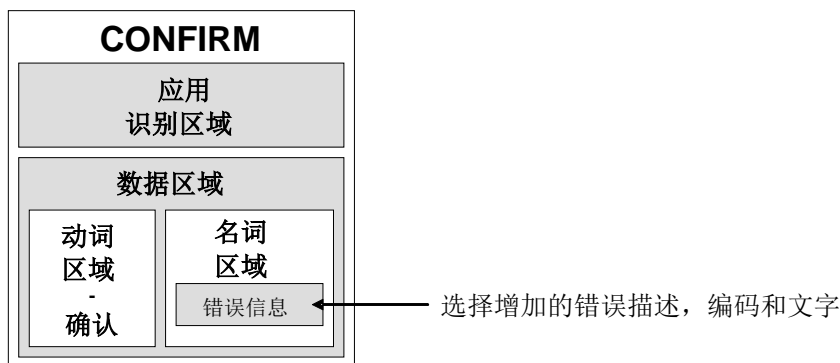 CONFIRM
应用
识别区域
数据区域
动词
区域
-
确认
名词
区域
错误信息
选择增加的错误描述，编码和文字